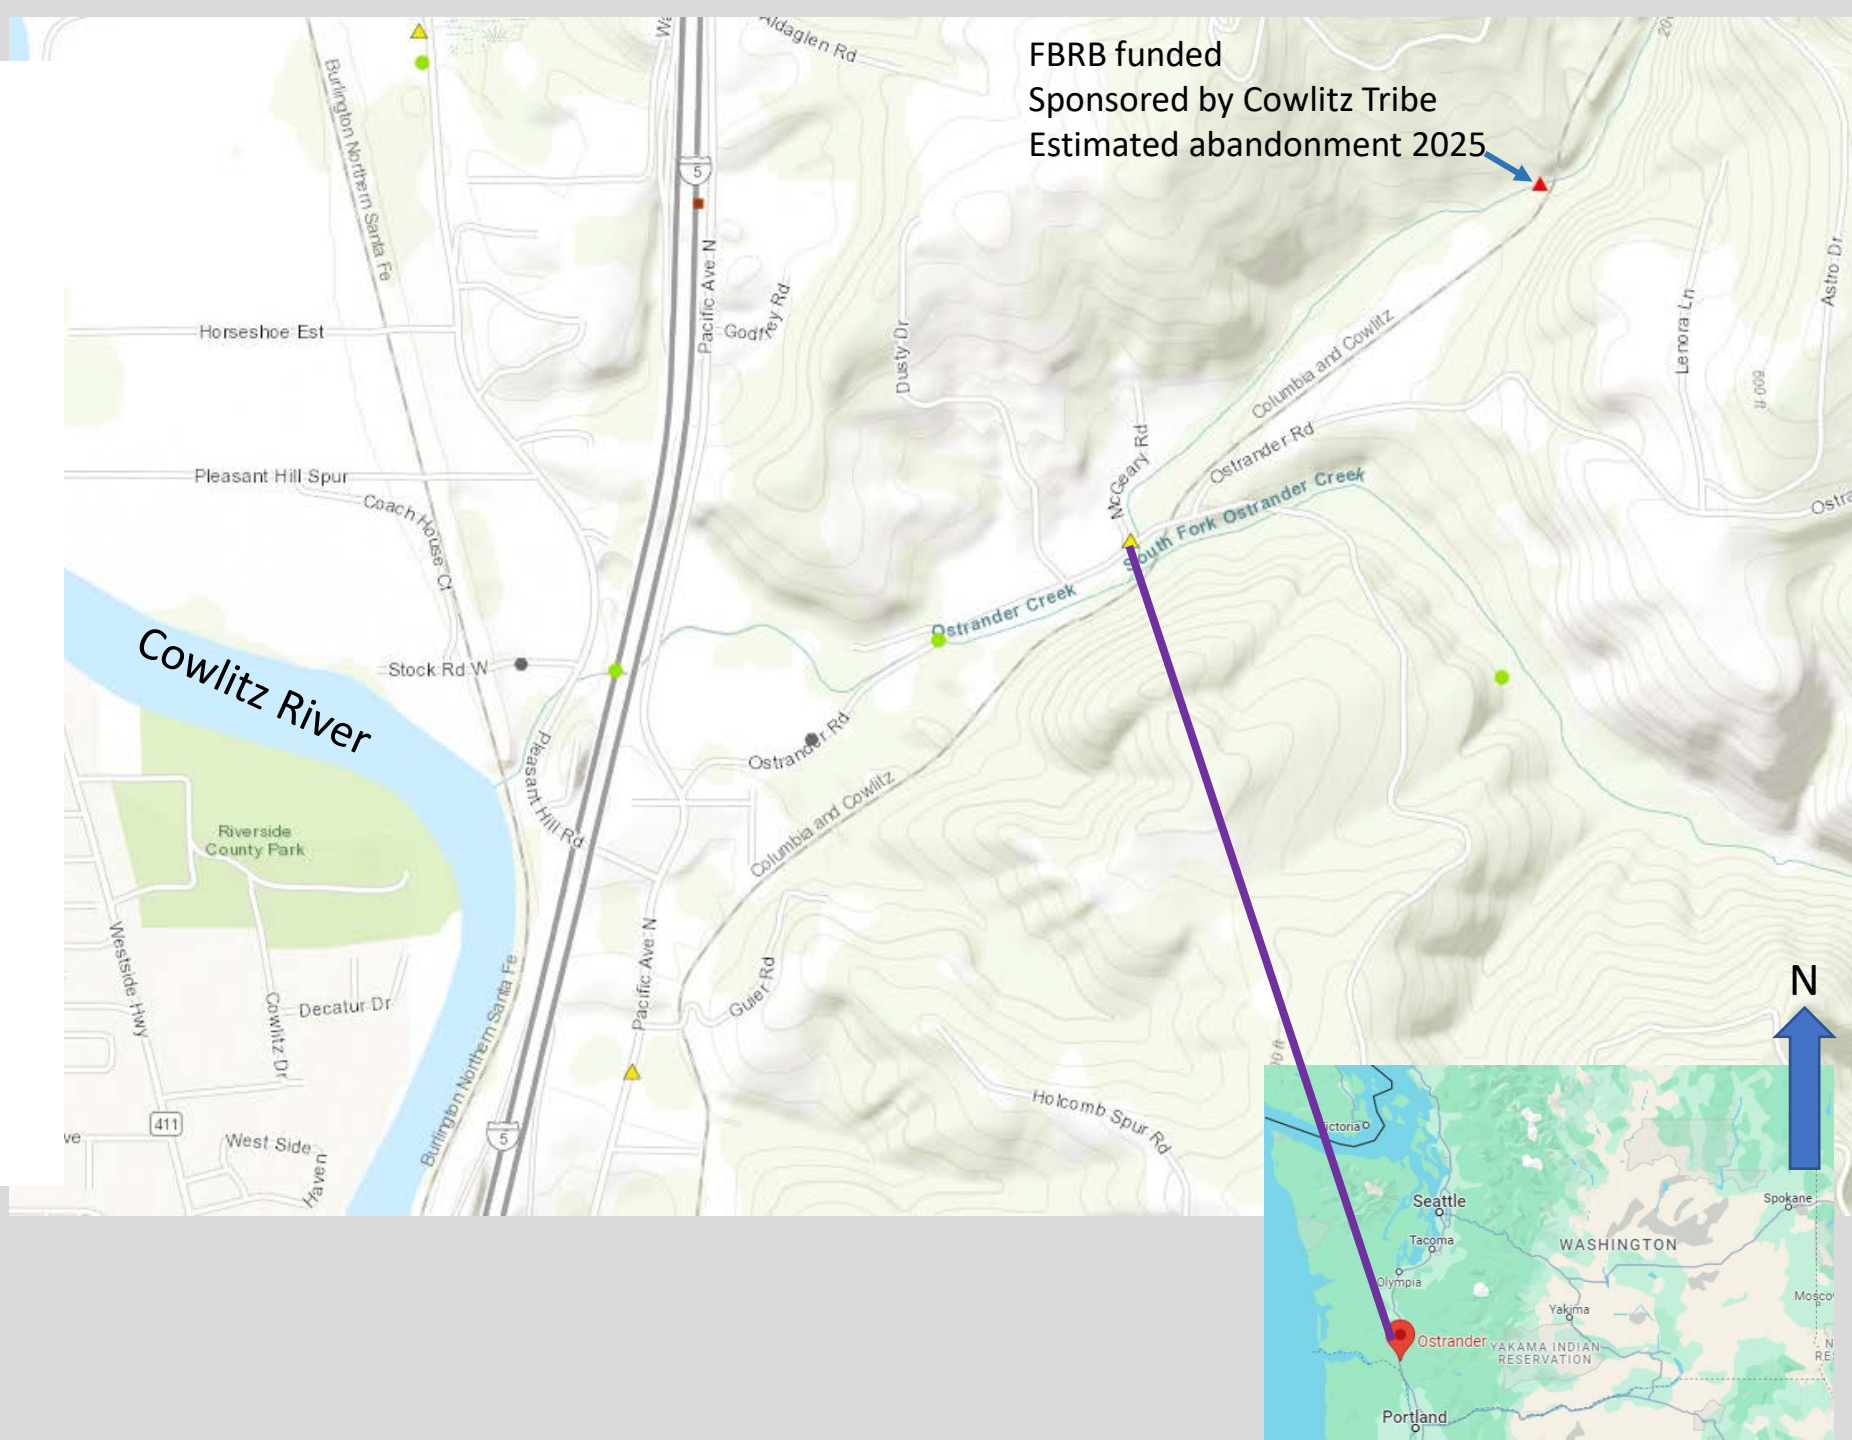 FBRB funded
Sponsored by Cowlitz Tribe
Estimated abandonment 2025
Burlington Northern Santa Fe
5
Pacific Ave N
Godfrey Rd
Horseshoe Est
Dusty Dr
Columbia and Cowlitz
Lenora Ln
Astro Dr
600 ft
Pleasant Hill Spur
Coach House Ct
McGeary Rd
Ostrander Rd
South Fork Ostrander Creek
Ostrander Creek
Cowlitz River
Stock Rd W
Pleasant Hill Rd
Ostrander Rd
Columbia and Cowlitz
Riverside
County Park
Westside Hwy
Cowlitz Dr
Decatur Dr
Burlington Northern Santa Fe
Pacific Ave N
Guier Rd
Holcomb Spur Rd
411
West Side
Haven
5
N
Seattle
Tacoma
Olympia
WASHINGTON
Spokane
Yakima
Ostrander
YAKAMA INDIAN
RESERVATION
Portland